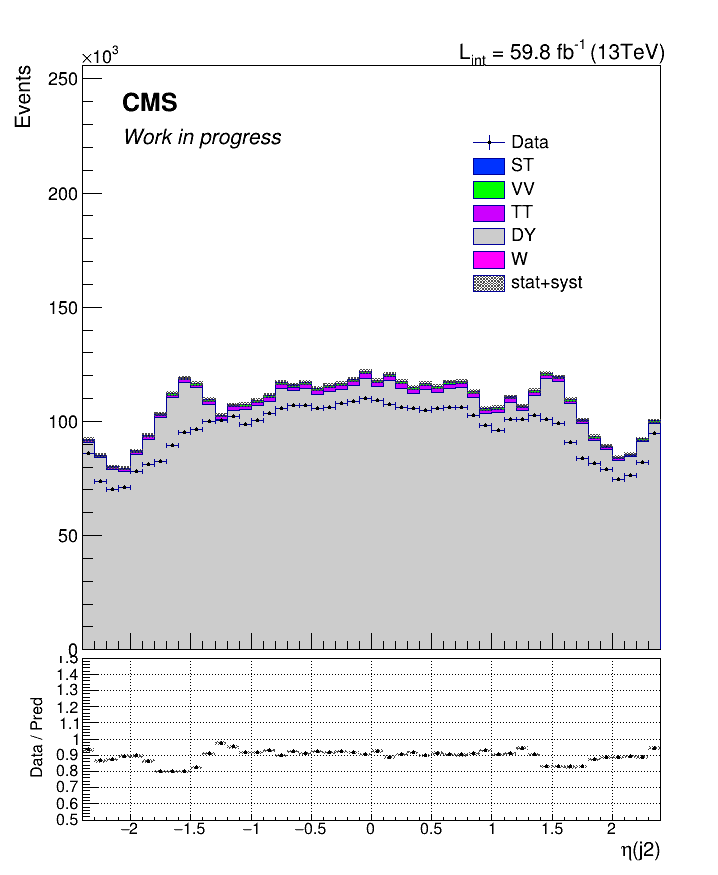 ×10³
L_int = 59.8 fb⁻¹ (13TeV)
Events
250
CMS
Work in progress
Data
ST
200
VV
TT
DY
W
stat+syst
150
100
50
0
Data / Pred
1.5
1.4
1.3
1.2
1.1
1
0.9
0.8
0.7
0.6
0.5
−2 −1.5 −1 −0.5 0 0.5 1 1.5 2
η(j2)